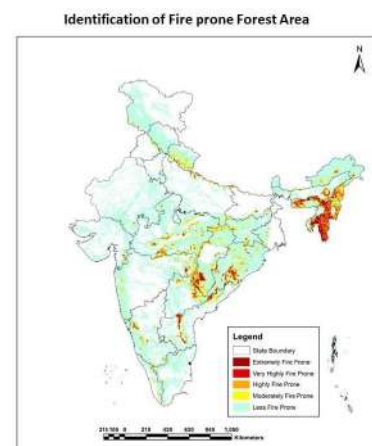 Identification of Fire prone Forest Area
N
Legend
State Boundary
Extremely Fire Prone
Very Highly Fire Prone
Highly Fire Prone
Moderately Fire Prone
Less Fire Prone
0
Kilometers